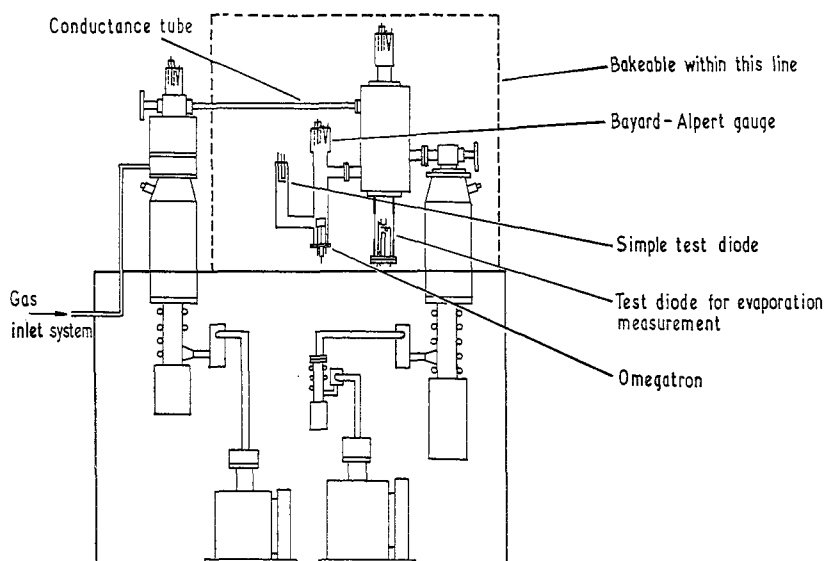 Conductance tube
Bakeable within this line
Bayard-Alpert gauge
Simple test diode
Gas
inlet system
Test diode for evaporation
measurement
Omegatron